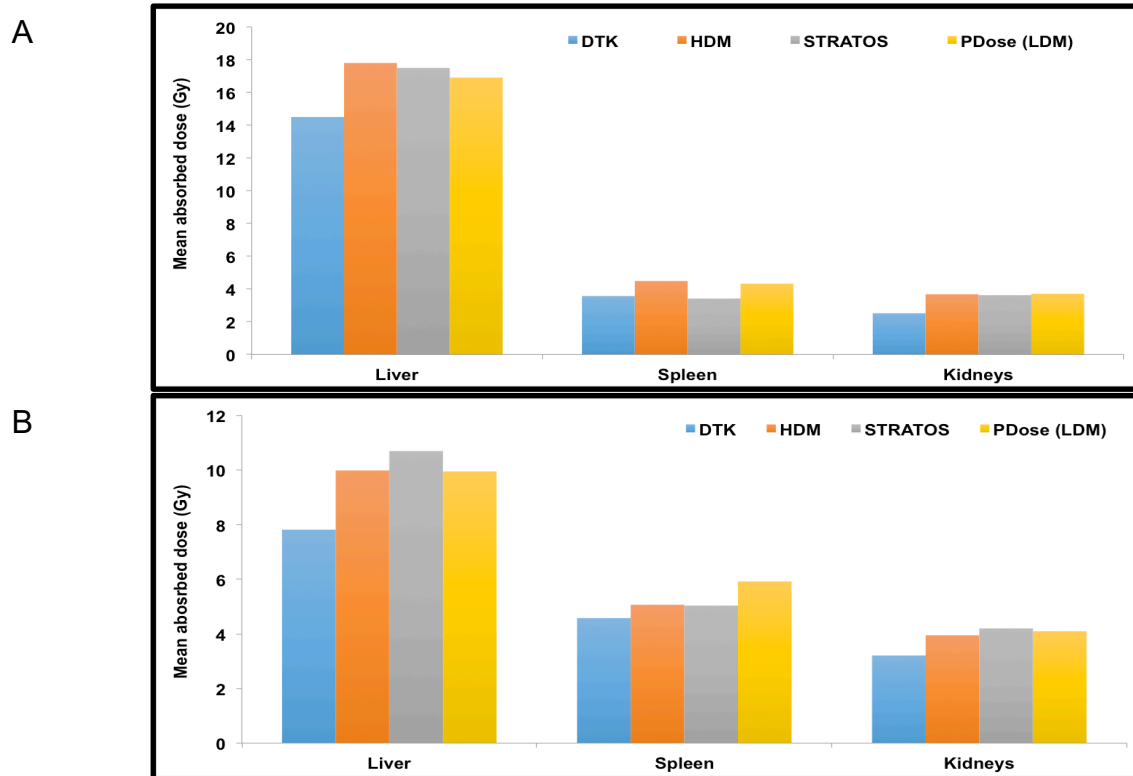 A
DTK HDM STRATOS PDose (LDM)
Mean absorbed dose (Gy)
20
18
16
14
12
10
8
6
4
2
0
Liver Spleen Kidneys
B
DTK HDM STRATOS PDose (LDM)
Mean abosrbed dose (Gy)
12
10
8
6
4
2
0
Liver Spleen Kidneys